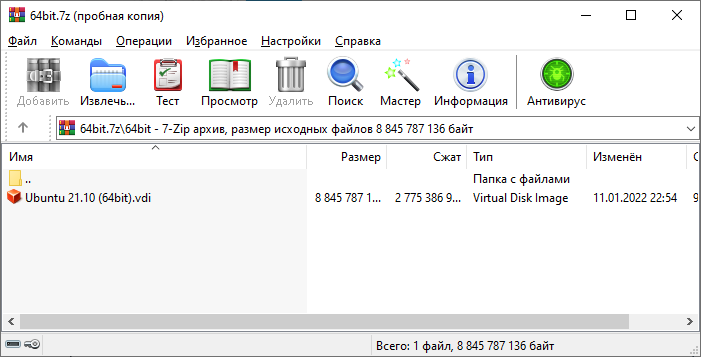 64bit.7z (пробная копия)
Файл Команды Операции Избранное Настройки Справка
Добавить Извлечь... Тест Просмотр Удалить Поиск Мастер Информация Антивирус
64bit.7z\64bit - 7-Zip архив, размер исходных файлов 8 845 787 136 байт
Имя Размер Сжат Тип Изменён С
.. Папка с файлами
Ubuntu 21.10 (64bit).vdi 8 845 787 1... 2 775 386 9... Virtual Disk Image 11.01.2022 22:54 9
Всего: 1 файл, 8 845 787 136 байт